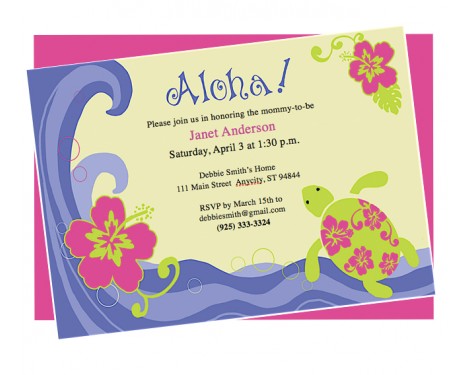 Aloha!
Please join us in honoring the mommy-to-be
Janet Anderson
Saturday, April 3 at 1:30 p.m.
Debbie Smith's Home
111 Main Street Anycity, ST 94844
RSVP by March 15th to
debbiesmith@gmail.com
(925) 333-3324